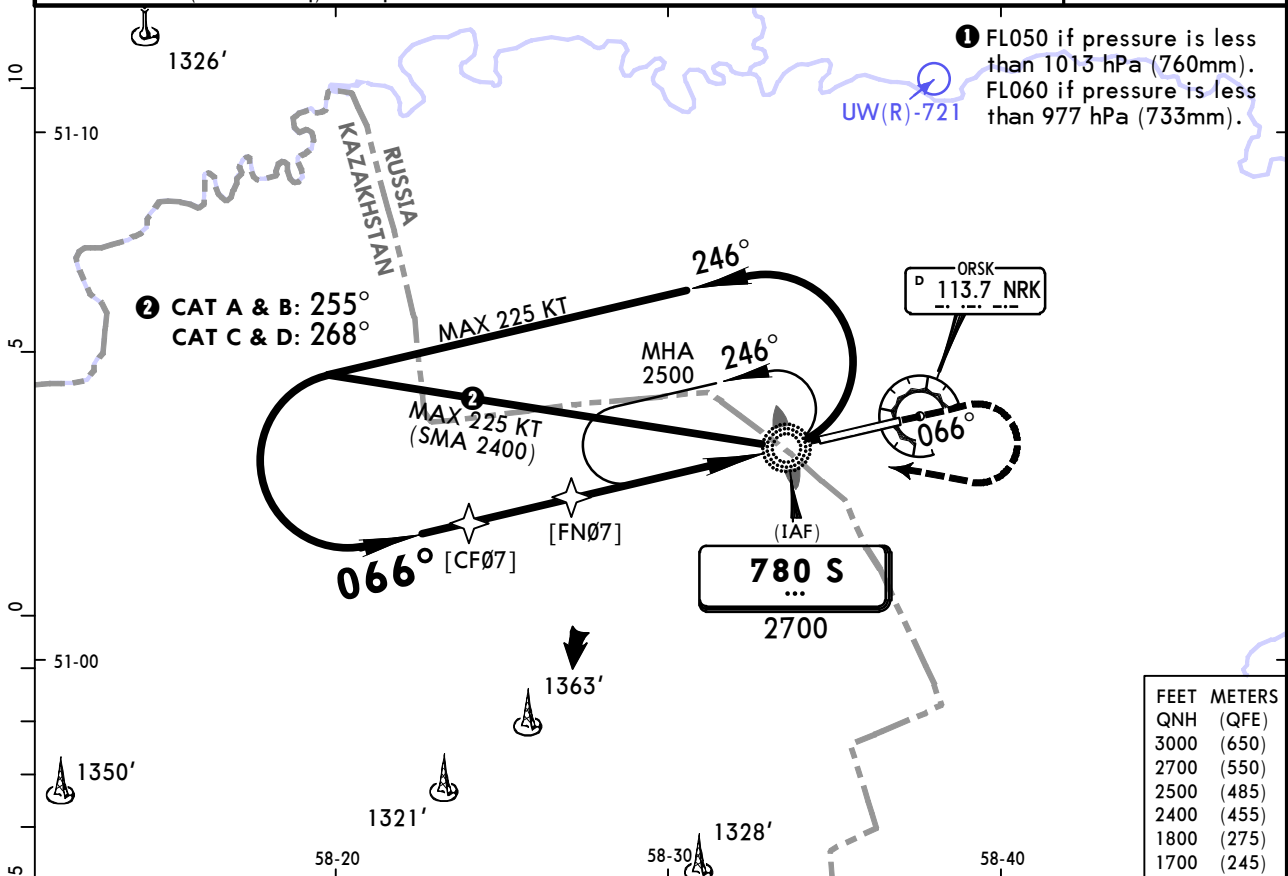 1326'
❶ FL050 if pressure is less
than 1013 hPa (760mm).
FL060 if pressure is less
than 977 hPa (733mm).
10
51-10
UW(R)-721
RUSSIA
KAZAKHSTAN
❷ CAT A & B: 255°
CAT C & D: 268°
246°
MAX 225 KT
ORSK
D 113.7 NRK
5
MHA
2500
246°
❷
MAX 225 KT
(SMA 2400)
066°
[FNØ7]
[CFØ7]
066°
(IAF)
780 S
2700
0
51-00
1363'
1350'
1321'
1328'
58-20
58-30
58-40
5
FEET METERS
QNH (QFE)
3000 (650)
2700 (550)
2500 (485)
2400 (455)
1800 (275)
1700 (245)